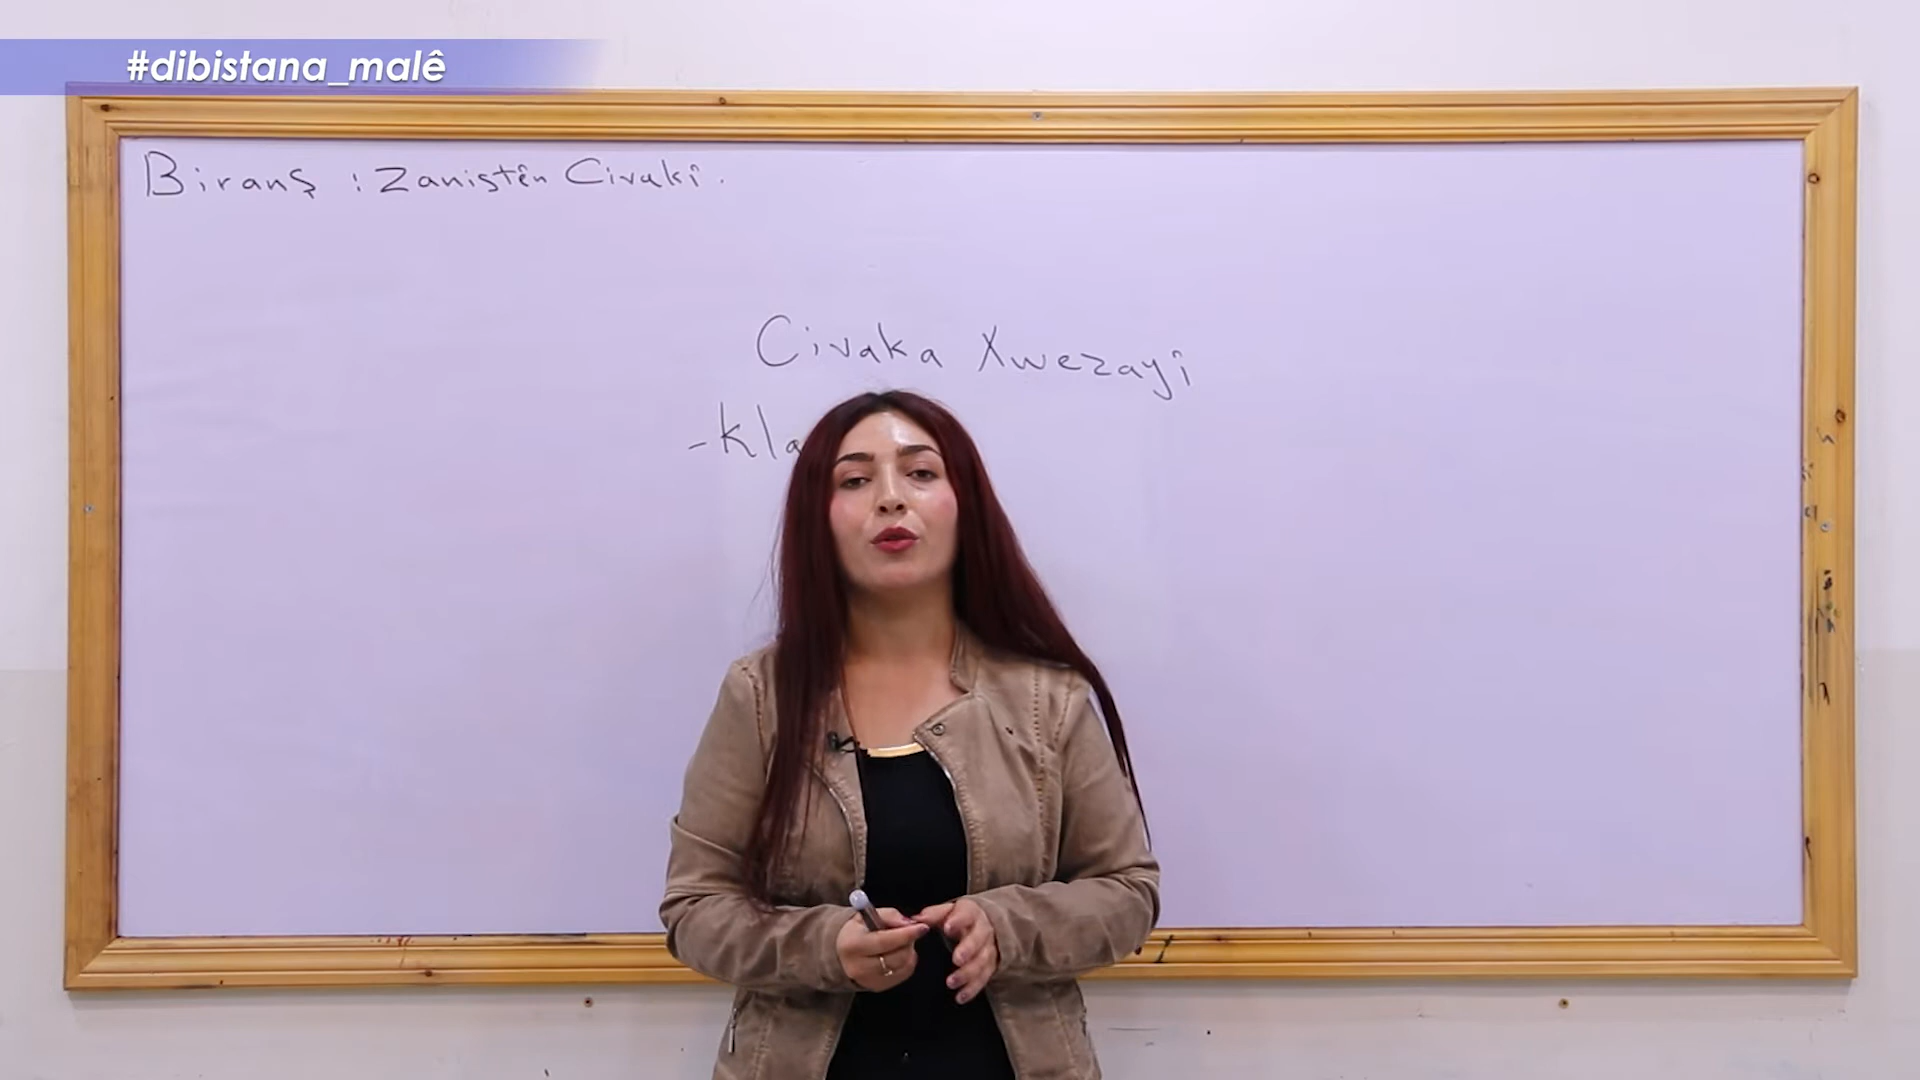 #dibistana_malê
Biranş : Zanistên Civakî.
Civaka Xwezayî